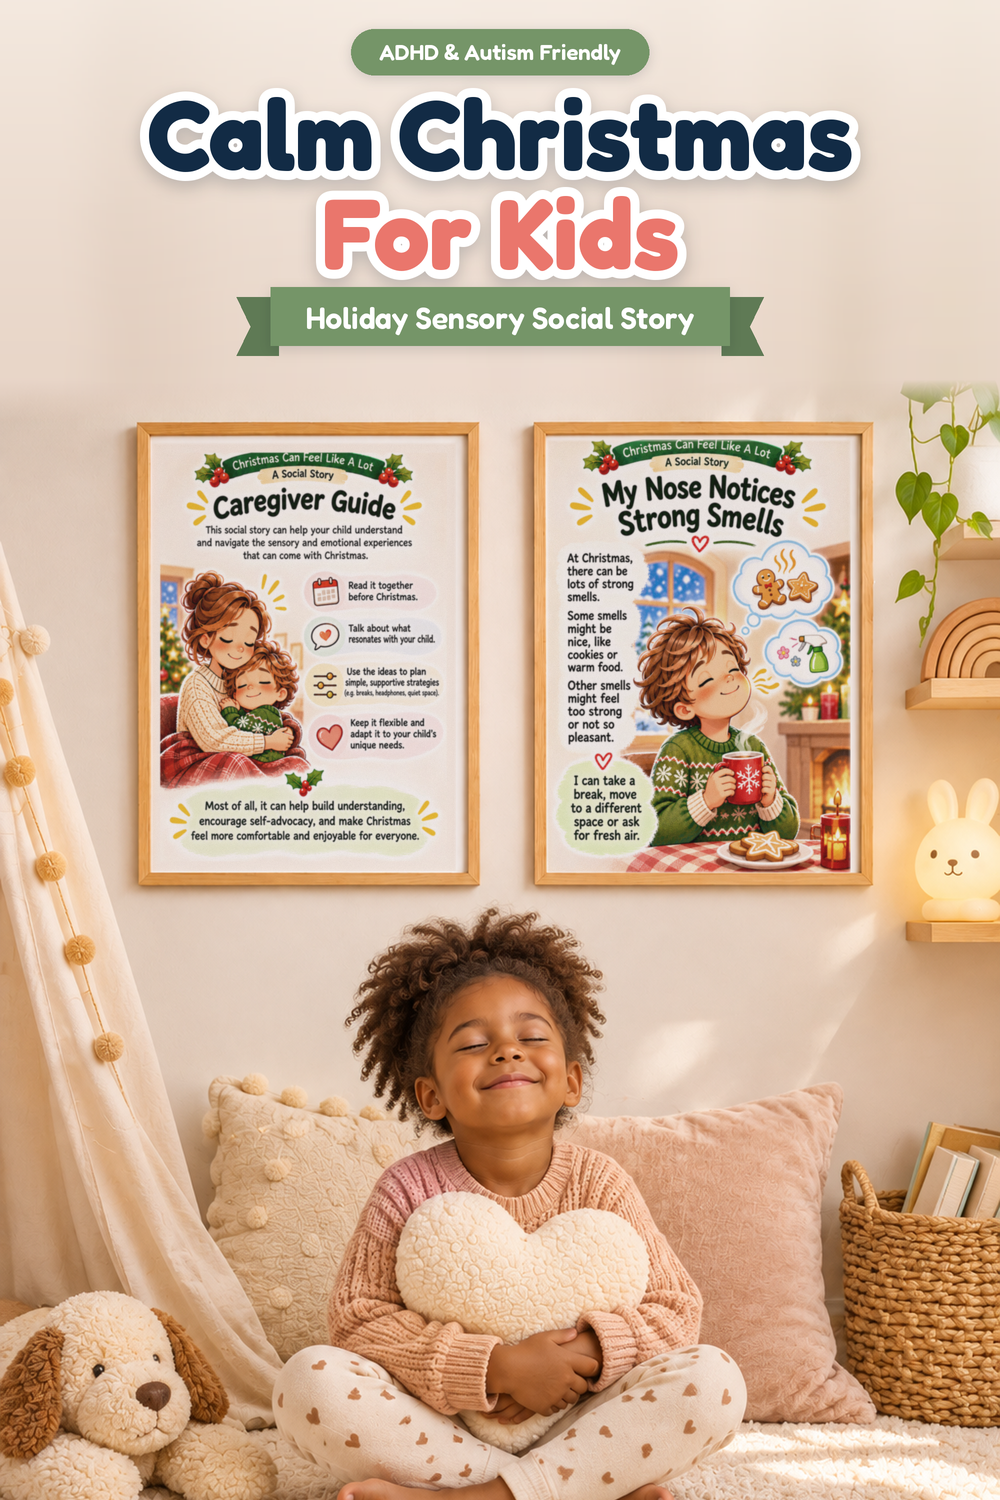 ADHD & Autism Friendly
Calm Christmas
For Kids
Holiday Sensory Social Story
Christmas Can Feel Like A Lot
A Social Story
Caregiver Guide
This social story can help your child understand
and navigate the sensory and emotional experiences
that can come with Christmas.
Read it together
before Christmas.
Talk about what
resonates with your child.
Use the ideas to plan
simple, supportive strategies
(e.g. breaks, headphones, quiet space).
Keep it flexible and
adapt it to your child's
unique needs.
Most of all, it can help build understanding,
encourage self-advocacy, and make Christmas
feel more comfortable and enjoyable for everyone.
Christmas Can Feel Like A Lot
A Social Story
My Nose Notices
Strong Smells
At Christmas,
there can be
lots of strong
smells.
Some smells
might be
nice, like
cookies or
warm food.
Other smells
might feel
too strong
or not so
pleasant.
I can take a
break, move
to a different
space or ask
for fresh air.